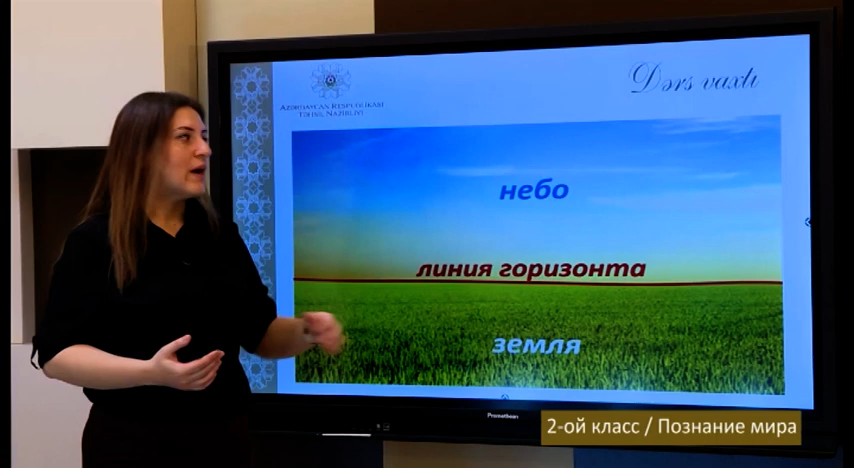 AZƏRBAYCAN RESPUBLİKASI
TƏHSİL NAZİRLİYİ
Dərs vaxtı
небо
линия горизонта
земля
Promethean
2-ой класс / Познание мира